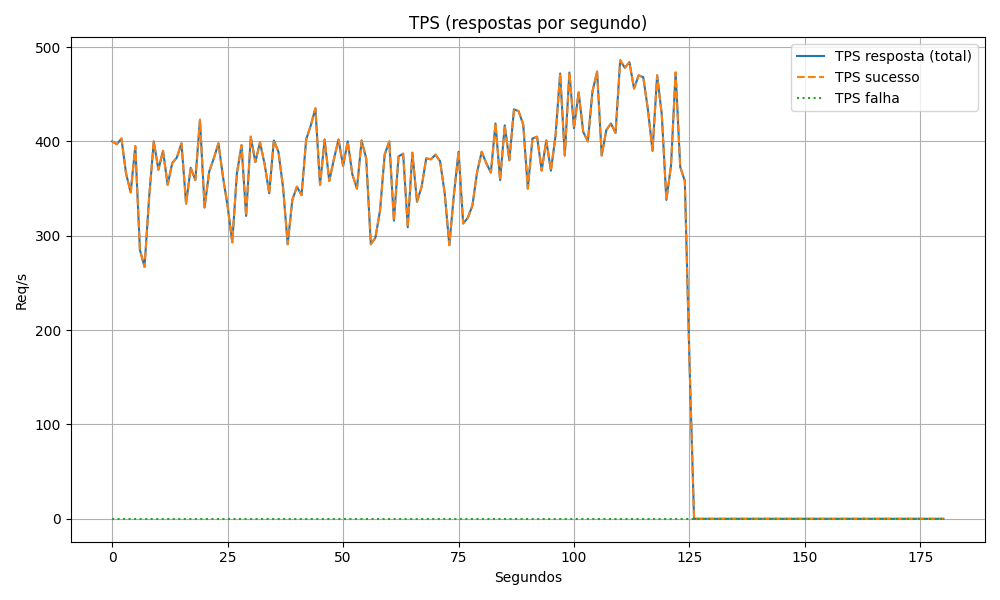 TPS (respostas por segundo)
TPS resposta (total)
TPS sucesso
TPS falha
500
400
300
200
100
0
Req/s
0 25 50 75 100 125 150 175
Segundos